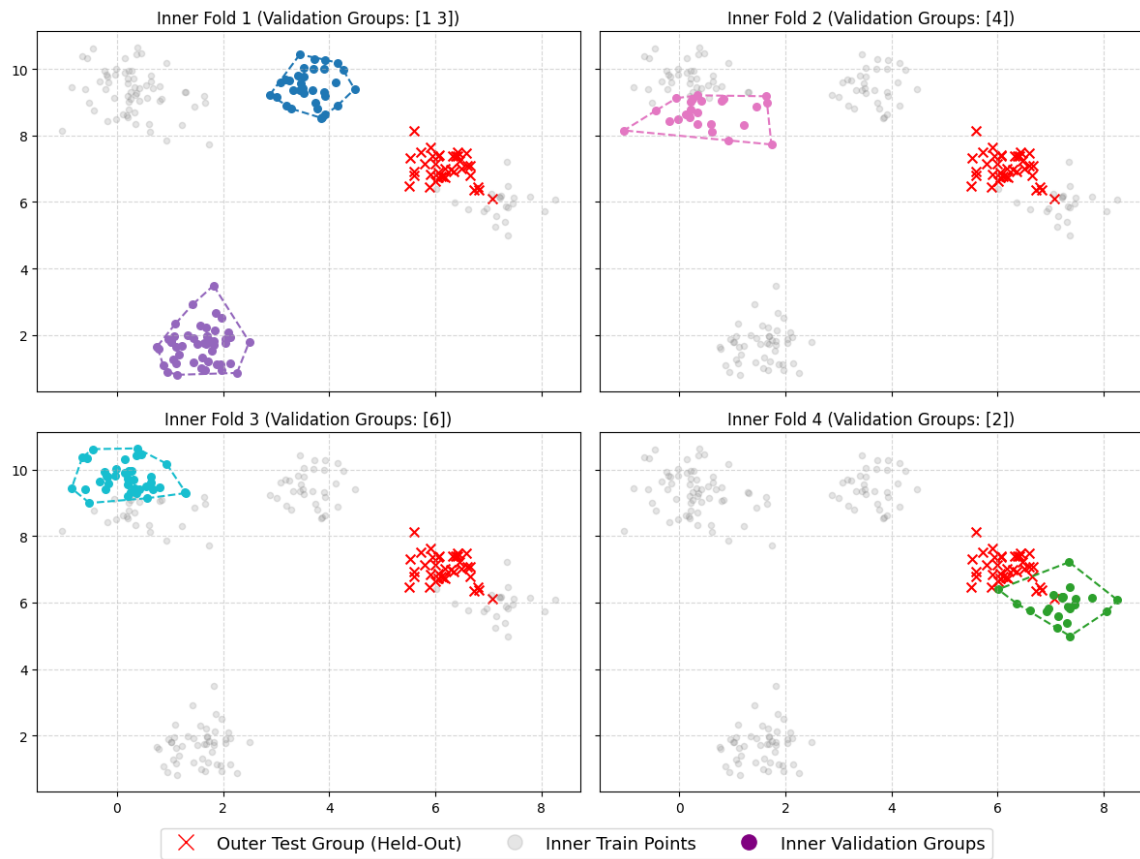 Inner Fold 1 (Validation Groups: [1 3])
Inner Fold 2 (Validation Groups: [4])
10
8
6
4
2
Inner Fold 3 (Validation Groups: [6])
Inner Fold 4 (Validation Groups: [2])
10
8
6
4
2
0 2 4 6 8
0 2 4 6 8
Outer Test Group (Held-Out) Inner Train Points Inner Validation Groups